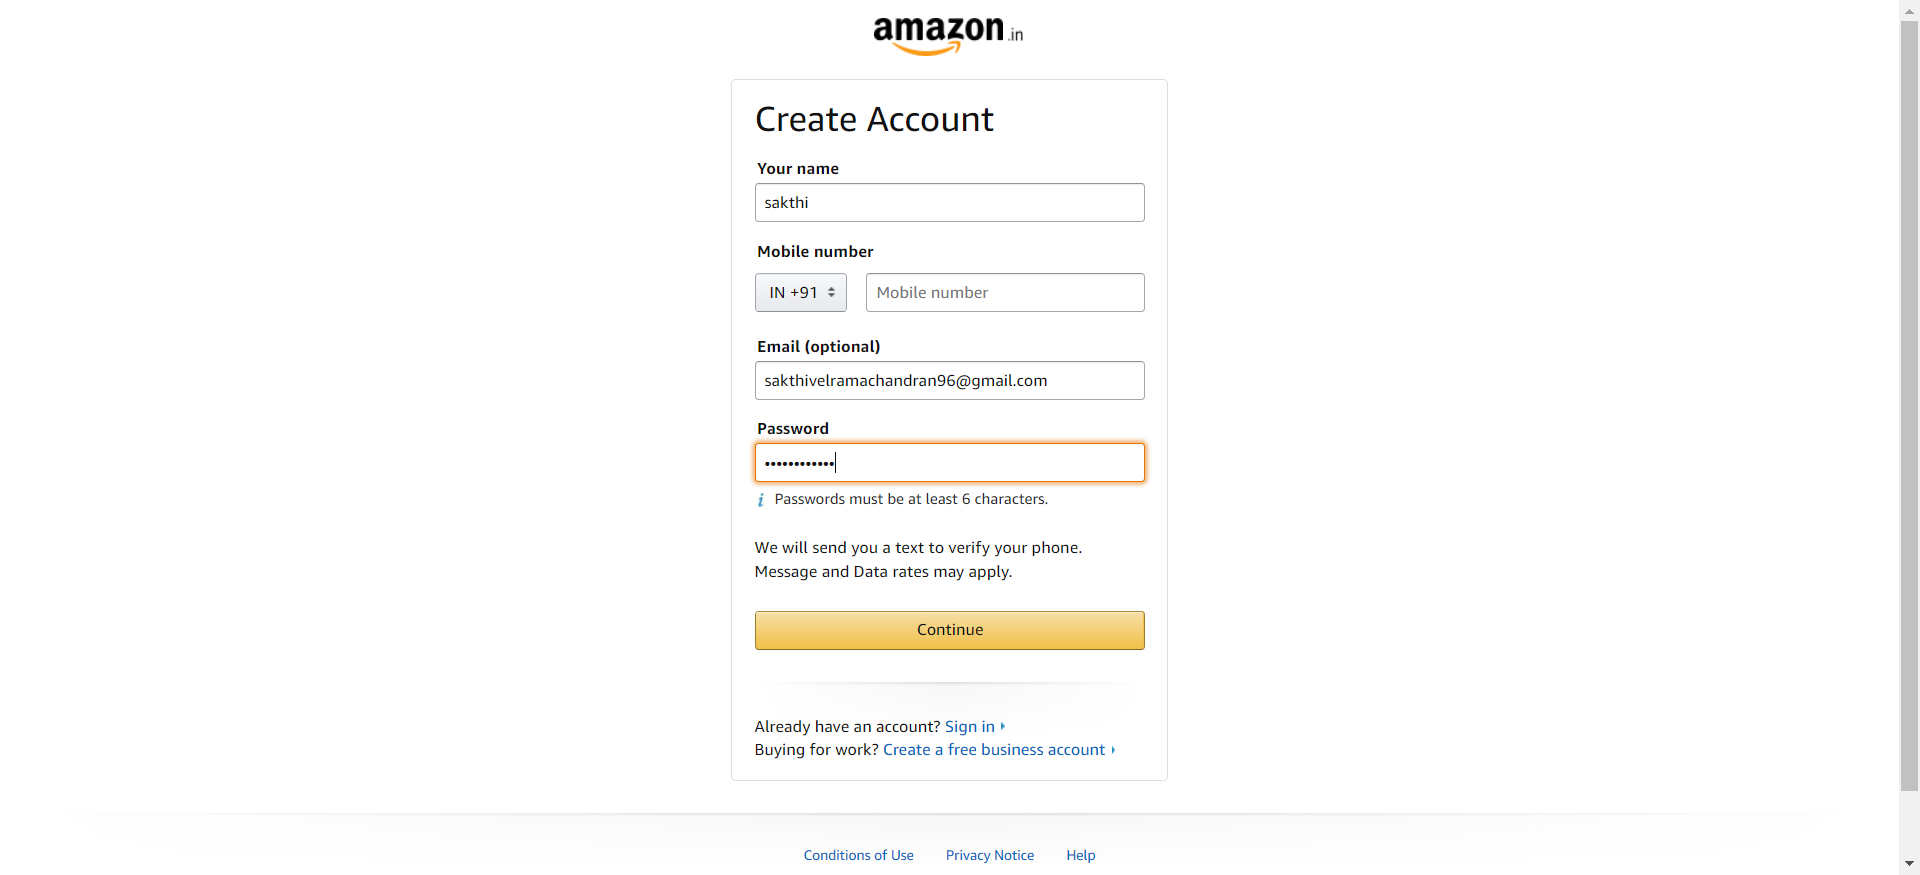 amazon.in
Create Account
Your name
sakthi
Mobile number
IN +91 Mobile number
Email (optional)
sakthivelramachandran96@gmail.com
Password
••••••••••••
i Passwords must be at least 6 characters.
We will send you a text to verify your phone.
Message and Data rates may apply.
Continue
Already have an account? Sign in
Buying for work? Create a free business account
Conditions of Use Privacy Notice Help